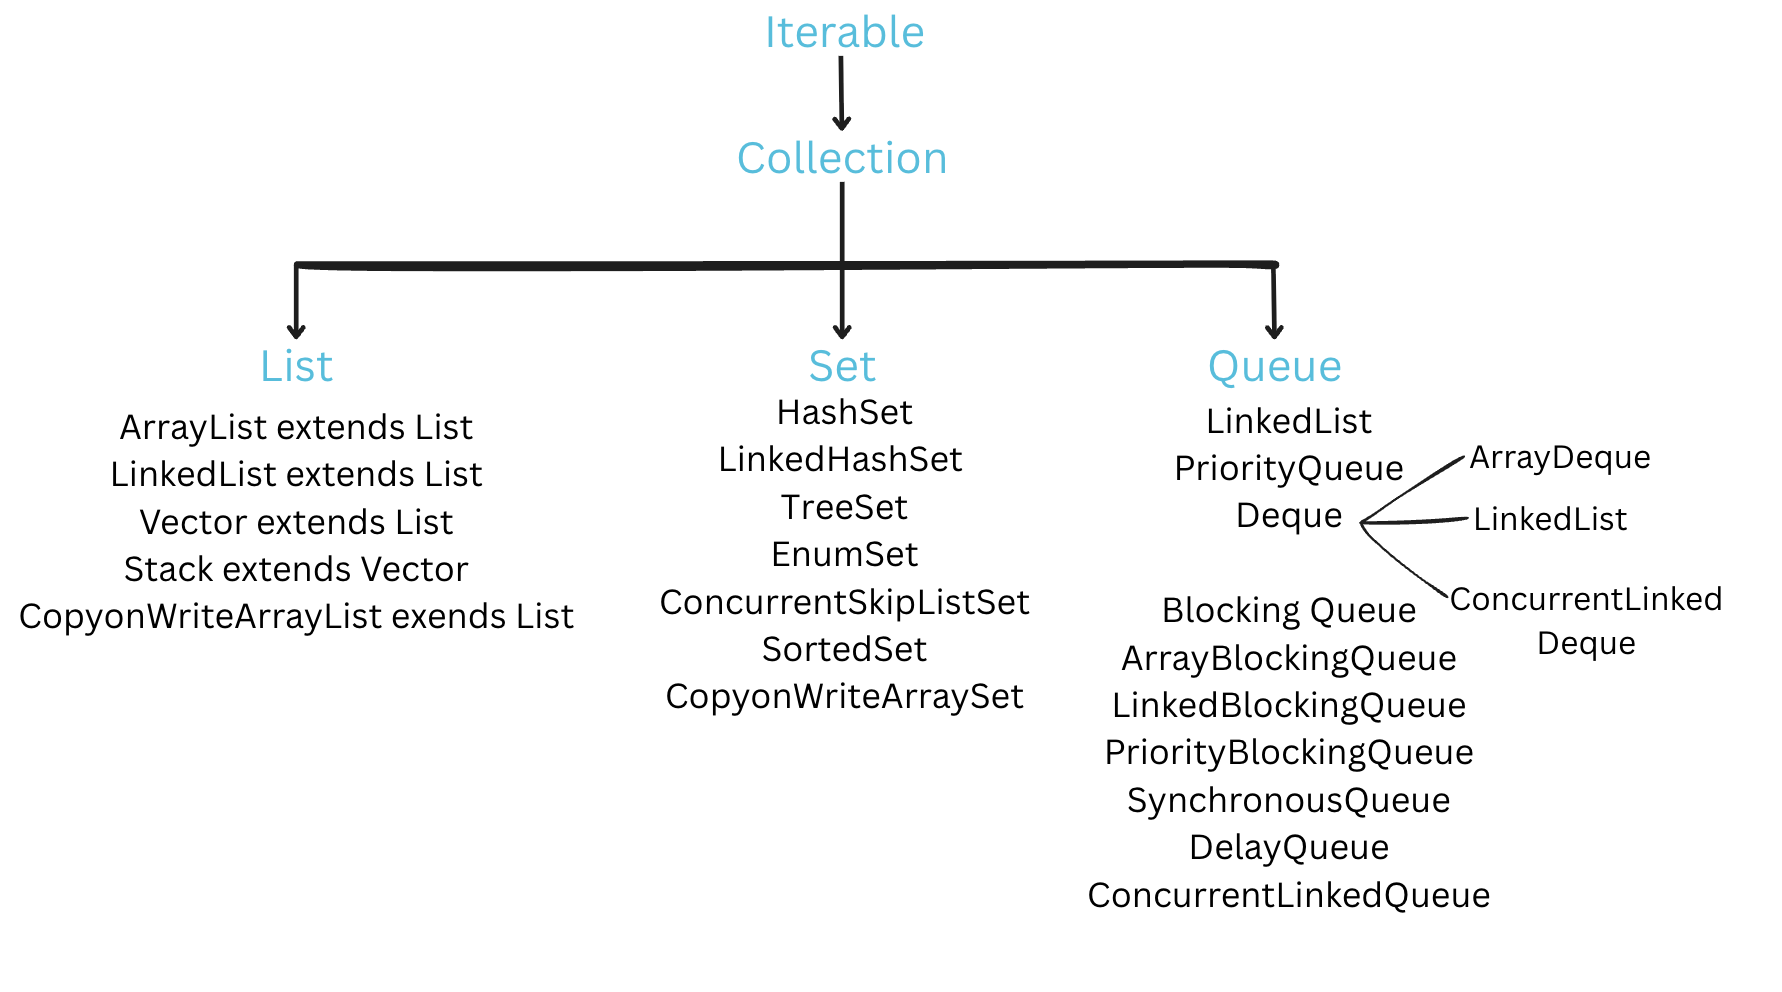 Iterable
Collection
List
ArrayList extends List
LinkedList extends List
Vector extends List
Stack extends Vector
CopyonWriteArrayList exends List
Set
HashSet
LinkedHashSet
TreeSet
EnumSet
ConcurrentSkipListSet
SortedSet
CopyonWriteArraySet
Queue
LinkedList
PriorityQueue
Deque
ArrayDeque
LinkedList
ConcurrentLinked
Deque
Blocking Queue
ArrayBlockingQueue
LinkedBlockingQueue
PriorityBlockingQueue
SynchronousQueue
DelayQueue
ConcurrentLinkedQueue